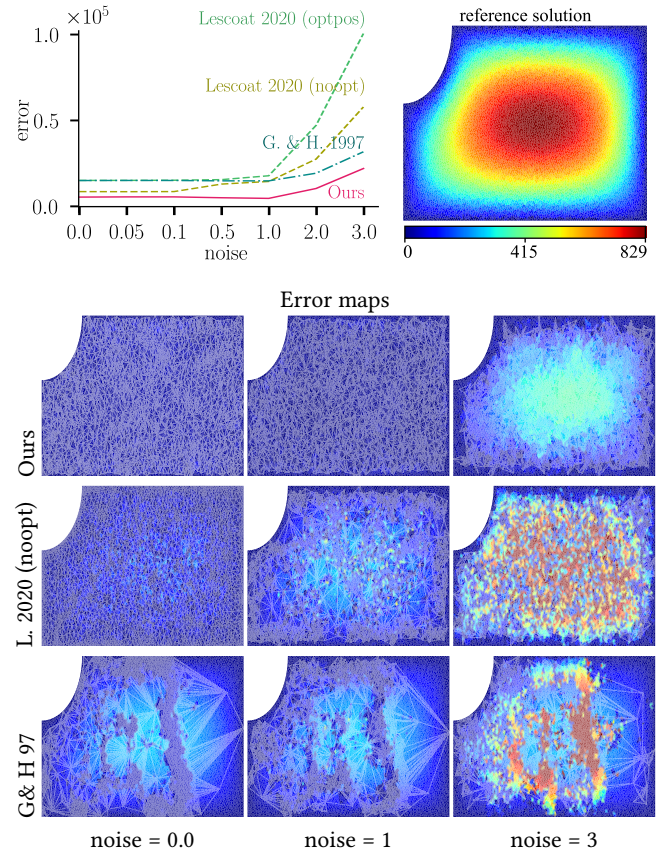 ×10⁵
Lescoat 2020 (optpos)
reference solution
1.0
Lescoat 2020 (noopt)
error
0.5
G. & H. 1997
Ours
0.0
0.0 0.05 0.1 0.5 1.0 2.0 3.0
noise
0 415 829
Error maps
Ours
L. 2020 (noopt)
G& H 97
noise = 0.0 noise = 1 noise = 3